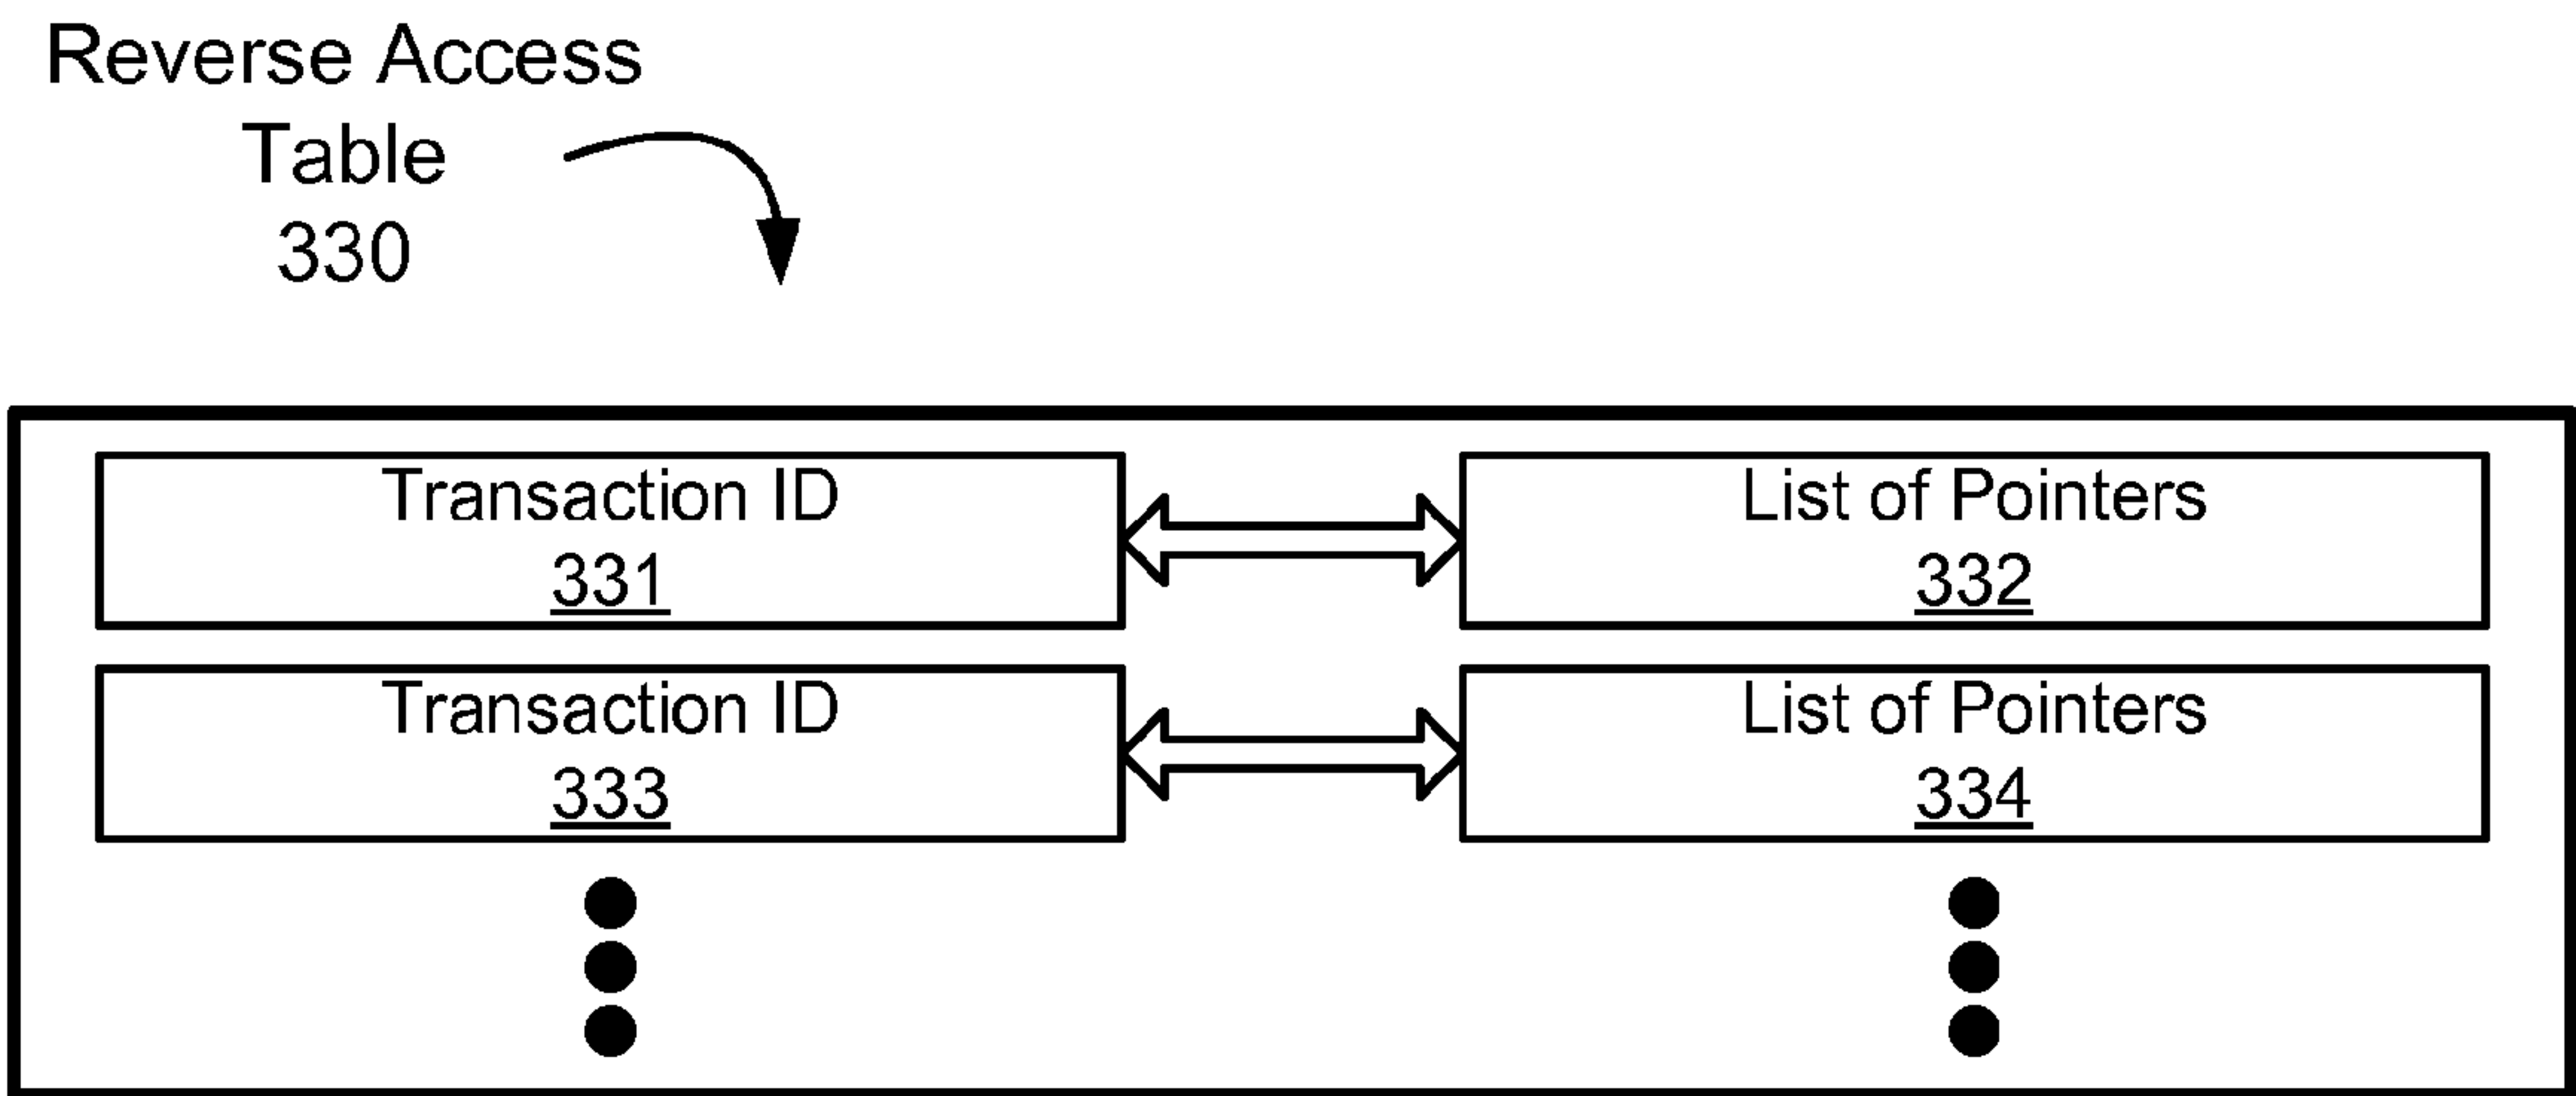 Reverse Access
Table
330
Transaction ID
331
List of Pointers
332
Transaction ID
333
List of Pointers
334